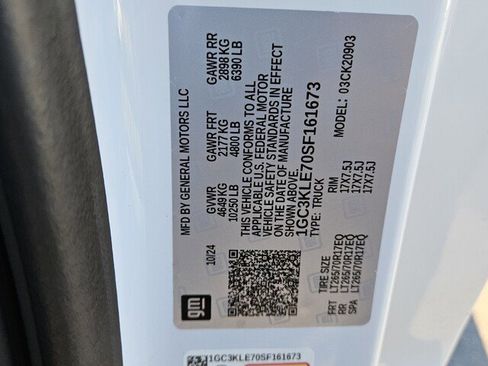 MFD BY GENERAL MOTORS LLC
10/24
GVWR
4649 KG
10250 LB
GAWR FRT
2177 KG
4800 LB
GAWR RR
2898 KG
6390 LB
THIS VEHICLE CONFORMS TO ALL
APPLICABLE U.S. FEDERAL MOTOR
VEHICLE SAFETY STANDARDS IN EFFECT
ON THE DATE OF MANUFACTURE
SHOWN ABOVE.
1GC3KLE70SF161673
TYPE: TRUCK
MODEL: 03CK20903
TIRE SIZE RIM
FRT LT265/70R17EQ 17X7.5J
RR LT265/70R17EQ 17X7.5J
SPA LT265/70R17EQ 17X7.5J
gm
1GC3KLE70SF161673